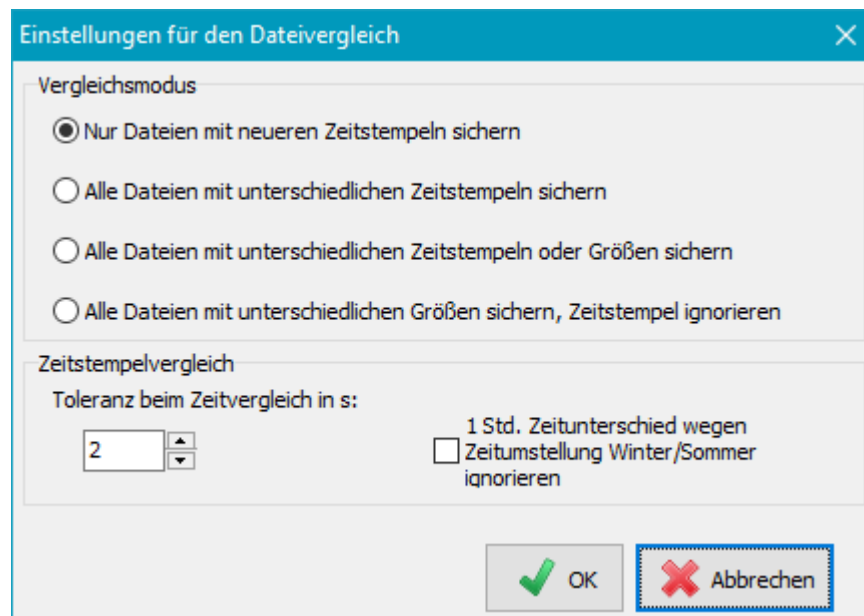 Einstellungen für den Dateivergleich
Vergleichsmodus
Nur Dateien mit neueren Zeitstempeln sichern
Alle Dateien mit unterschiedlichen Zeitstempeln sichern
Alle Dateien mit unterschiedlichen Zeitstempeln oder Größen sichern
Alle Dateien mit unterschiedlichen Größen sichern, Zeitstempel ignorieren
Zeitstempelvergleich
Toleranz beim Zeitvergleich in s:
2
1 Std. Zeitunterschied wegen
Zeitumstellung Winter/Sommer
ignorieren
OK
Abbrechen